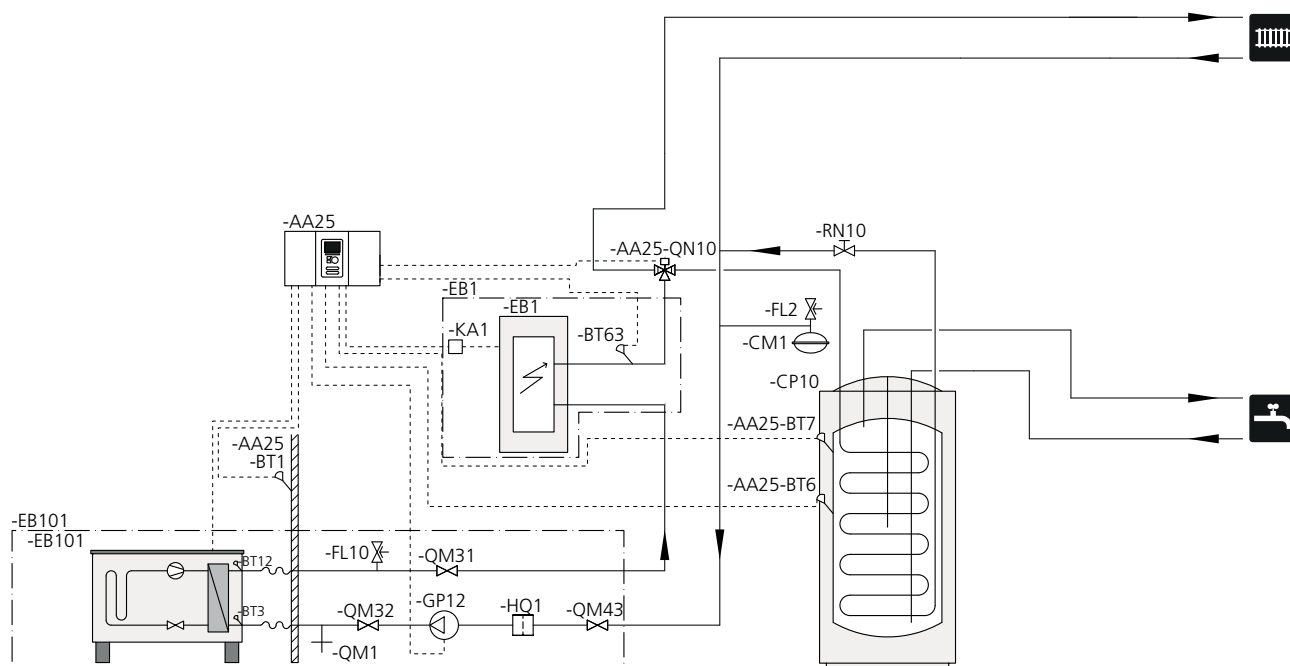 -AA25
-RN10
-AA25-QN10
-EB1
-EB1
-FL2
-KA1
-BT63
-CM1
-CP10
-AA25-BT7
-AA25
-BT1
-AA25-BT6
-EB101
-EB101
-BT12
-FL10
-QM31
-BT3
-QM32
-GP12
-HQ1
-QM43
-QM1